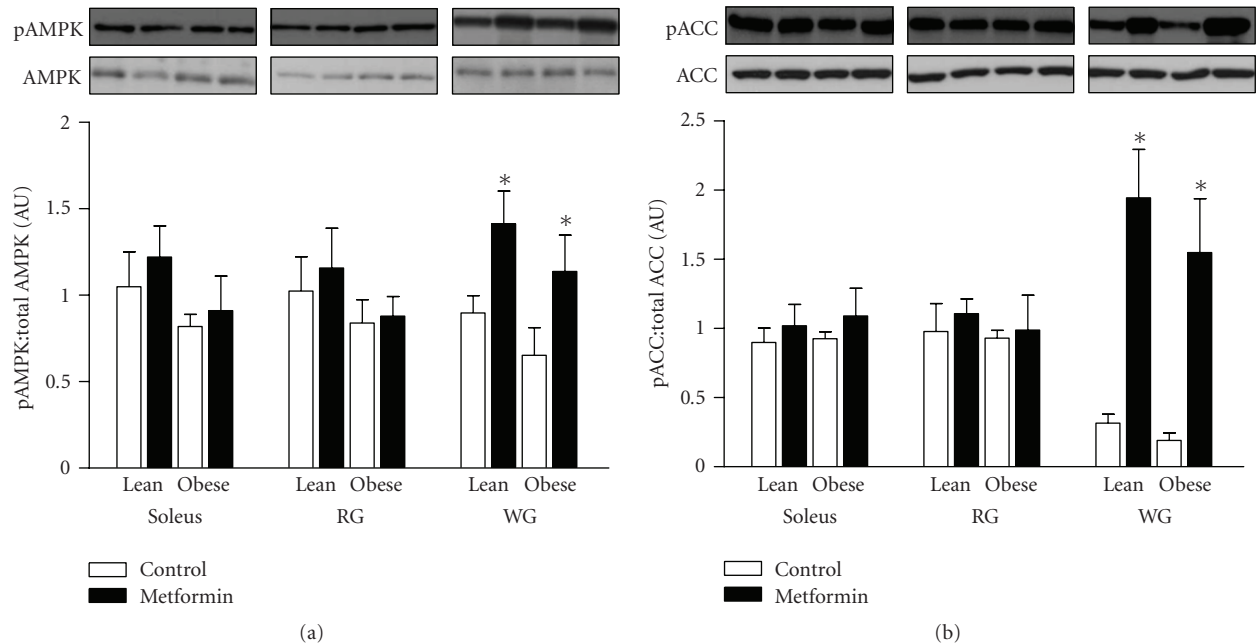 pAMPK
AMPK
2
1.5
1
0.5
0
pAMPK:total AMPK (AU)
* *
Lean Obese Lean Obese Lean Obese
Soleus RG WG
Control
Metformin
(a)
pACC
ACC
2.5
2
1.5
1
0.5
0
pACC:total ACC (AU)
* *
Lean Obese Lean Obese Lean Obese
Soleus RG WG
Control
Metformin
(b)